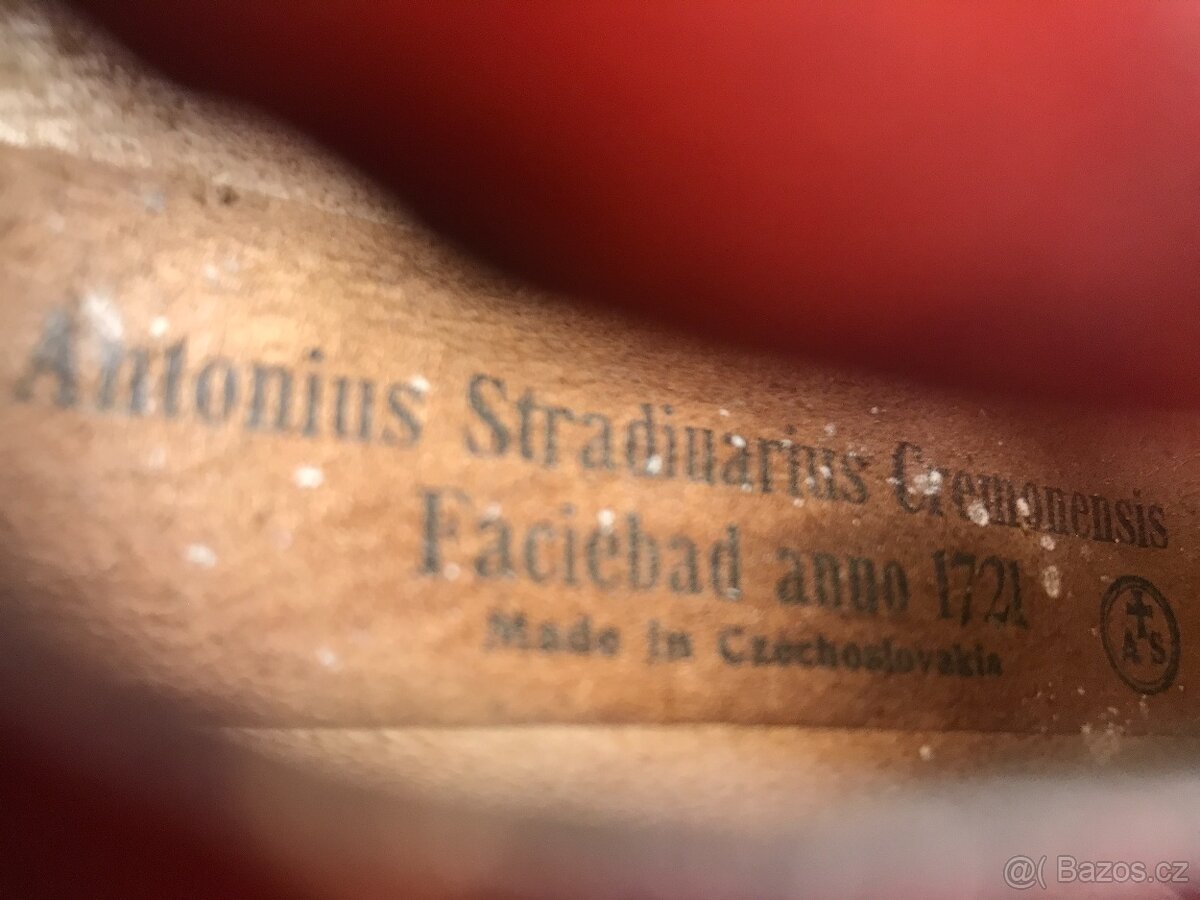 Antonius Stradiuarius Cremonensis
Faciebad anno 1721
Made in Czechoslovakia
A S
@( Bazos.cz